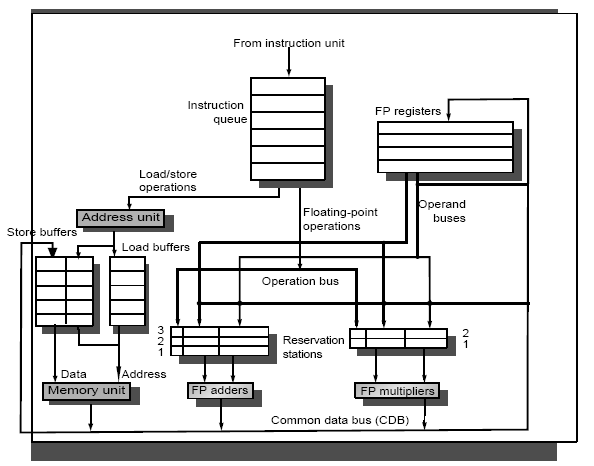 From instruction unit
Instruction
queue
FP registers
Load/store
operations
Address unit
Floating-point
operations
Operand
buses
Store buffers
Load buffers
Operation bus
3
2
1
Reservation
stations
2
1
Data
Address
Memory unit
FP adders
FP multipliers
Common data bus (CDB)